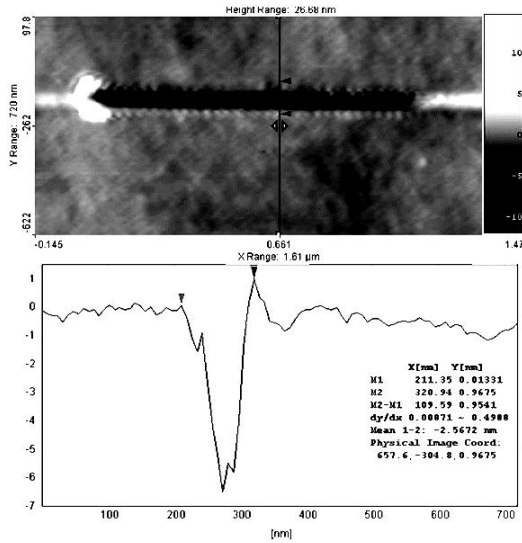 Height Range: 26.68 nm
97.8
-262
-622
Y Range: 720 nm
10
5
0
-5
-10
-0.145
0.661
1.47
X Range: 1.61 µm
1
0
-1
-2
-3
-4
-5
-6
-7
X[nm] Y[nm]
M1 211.35 0.01331
M2 320.94 0.9675
M2-M1 109.59 0.9541
dy/dx 0.00871 ~ 0.4988
Mean 1-2: -2.5672 nm
Physical Image Coord:
657.6,-304.8,0.9675
100 200 300 400 500 600 700
[nm]